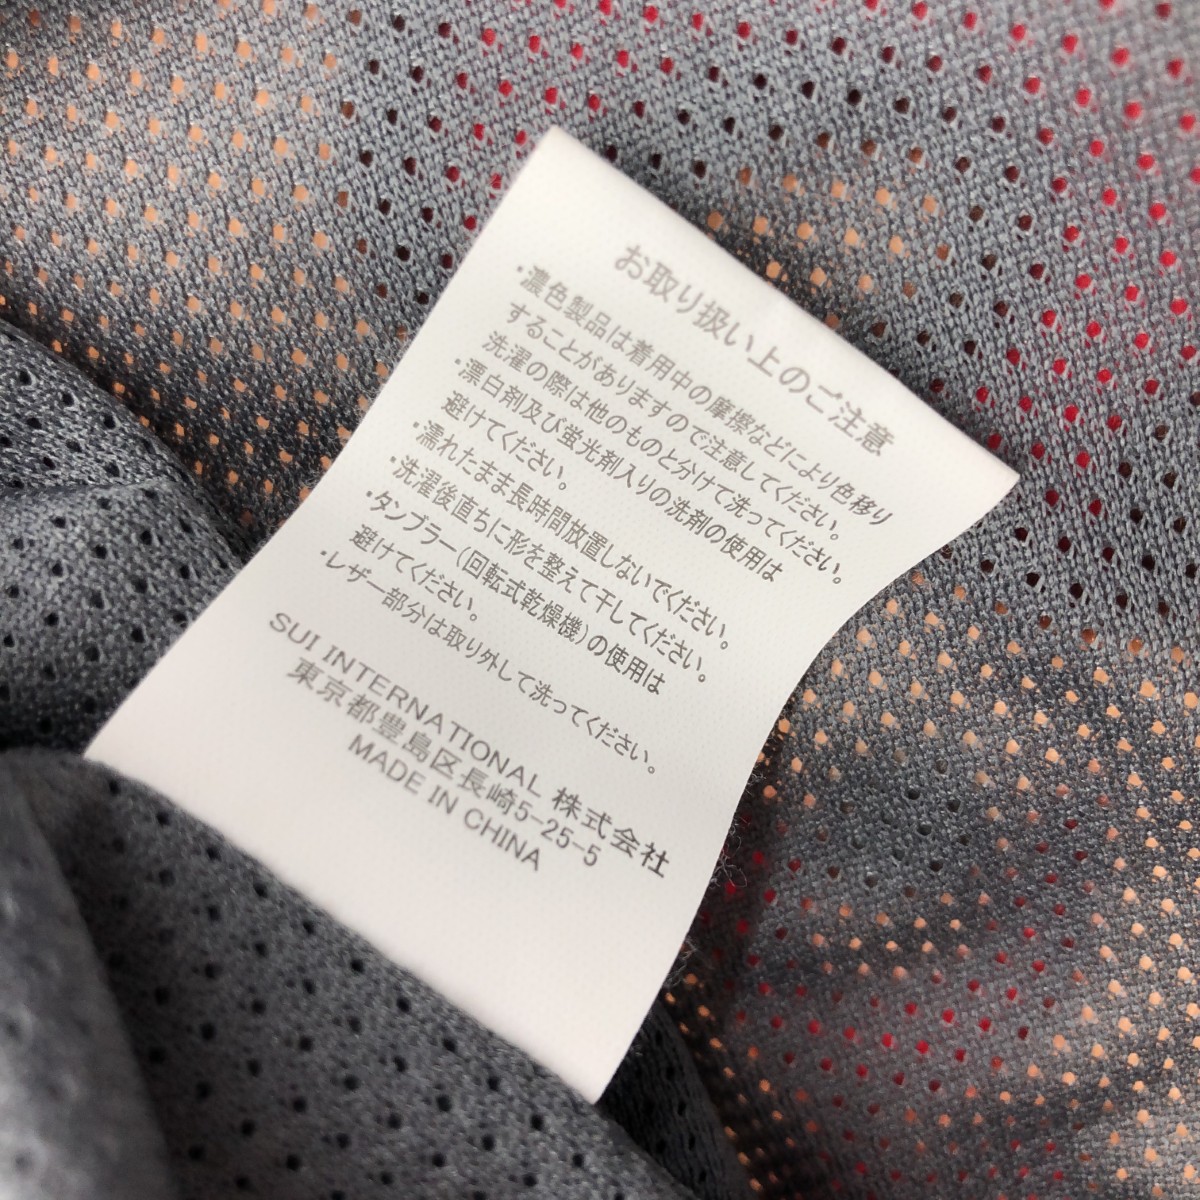 お取り扱い上のご注意
・濃色製品は着用中の摩擦などにより色移り
することがありますので注意してください。
洗濯の際は他のものと分けて洗ってください。
・漂白剤及び蛍光剤入りの洗剤の使用は
避けてください。
・濡れたまま長時間放置しないでください。
・洗濯後直ちに形を整えて干してください。
・タンブラー(回転式乾燥機)の使用は
避けてください。
・レザー部分は取り外して洗ってください。
SUI INTERNATIONAL 株式会社
東京都豊島区長崎5-25-5
MADE IN CHINA